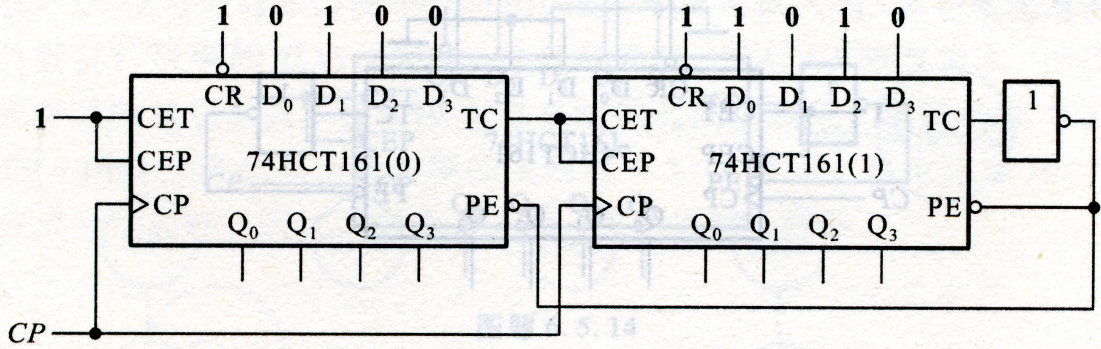 1 0 1 0 0 1 1 0 1 0
CR D₀ D₁ D₂ D₃ CR D₀ D₁ D₂ D₃ 1
1 CET TC CET TC
CEP CEP
74HCT161(0) 74HCT161(1)
CP PE CP PE
Q₀ Q₁ Q₂ Q₃ Q₀ Q₁ Q₂ Q₃
CP